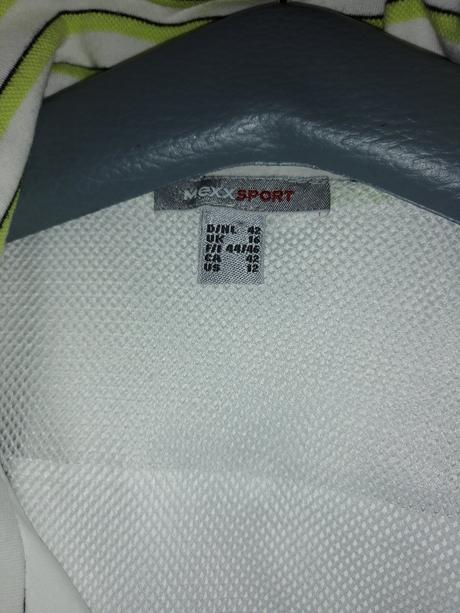 Mexx SPORT
D/NL 42
UK 16
F/E 44/46
CA 42
US 12